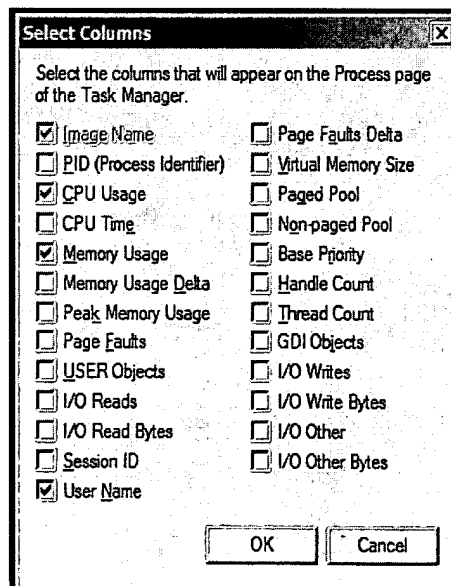 Select Columns
Select the columns that will appear on the Process page
of the Task Manager.
Image Name
PID (Process Identifier)
CPU Usage
CPU Time
Memory Usage
Memory Usage Delta
Peak Memory Usage
Page Faults
USER Objects
I/O Reads
I/O Read Bytes
Session ID
User Name
Page Faults Delta
Virtual Memory Size
Paged Pool
Non-paged Pool
Base Priority
Handle Count
Thread Count
GDI Objects
I/O Writes
I/O Write Bytes
I/O Other
I/O Other Bytes
OK
Cancel